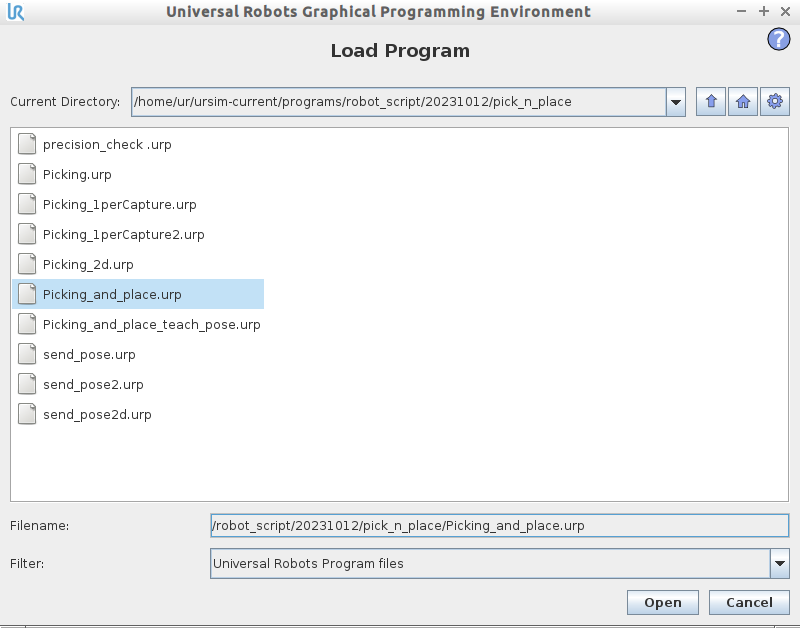 UR Universal Robots Graphical Programming Environment
Load Program
?
Current Directory: /home/ur/ursim-current/programs/robot_script/20231012/pick_n_place
precision_check .urp
Picking.urp
Picking_1perCapture.urp
Picking_1perCapture2.urp
Picking_2d.urp
Picking_and_place.urp
Picking_and_place_teach_pose.urp
send_pose.urp
send_pose2.urp
send_pose2d.urp
Filename: /robot_script/20231012/pick_n_place/Picking_and_place.urp
Filter: Universal Robots Program files
Open Cancel